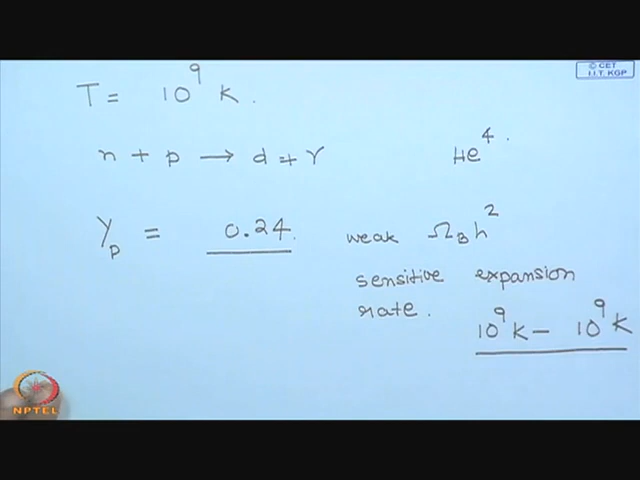 © CET
I.I.T. KGP
T = 10⁹ K.
n + p → d + γ He⁴.
Yₚ = 0.24. weak Ω_B h²
sensitive expansion
rate.
10⁹ K — 10⁹ K
NPTEL